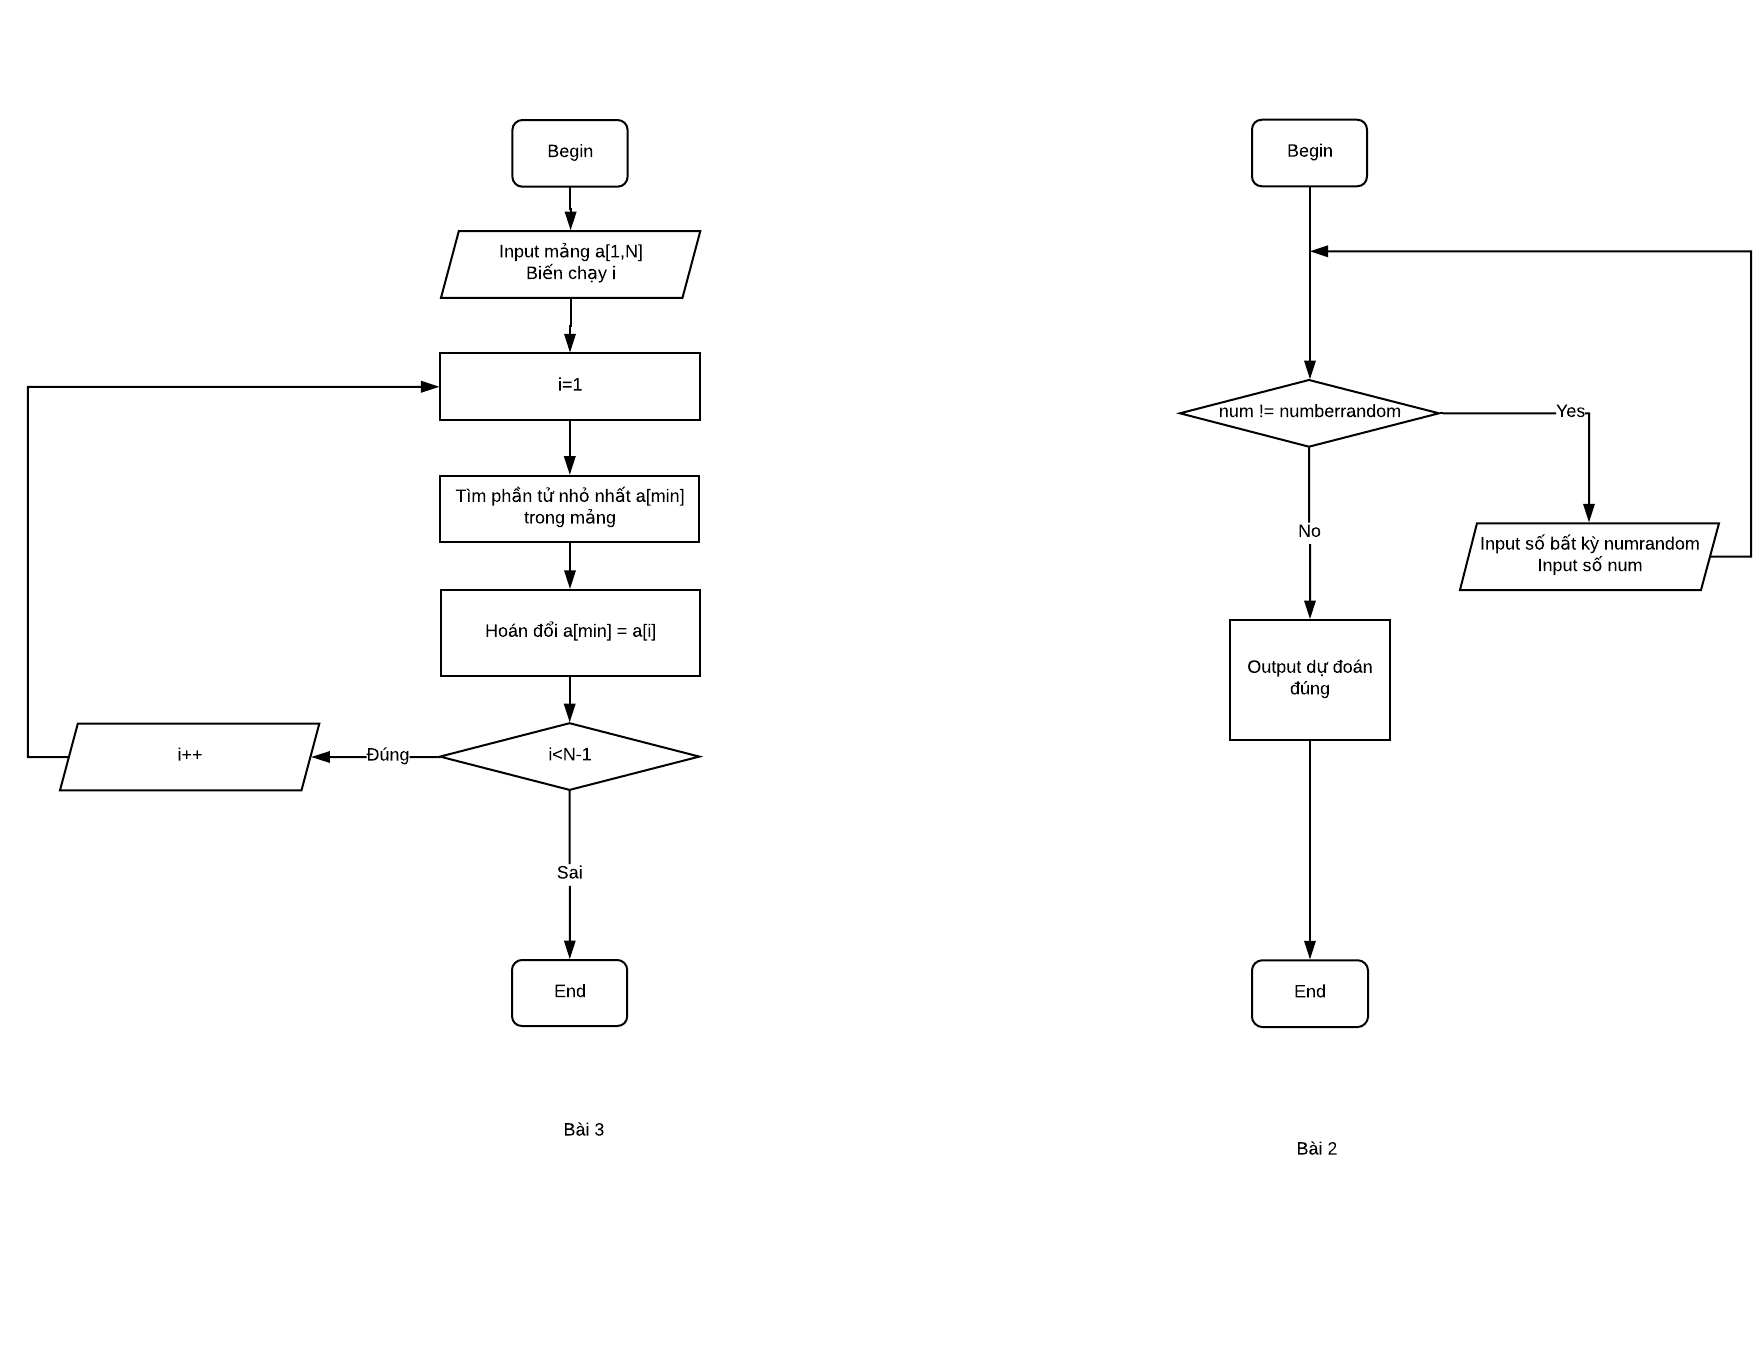 Begin
Input mảng a[1,N]
Biến chạy i
i=1
Tìm phần tử nhỏ nhất a[min]
trong mảng
Hoán đổi a[min] = a[i]
i<N-1
Đúng
i++
Sai
End
Bài 3
Begin
num != numberrandom
Yes
Input số bất kỳ numrandom
Input số num
No
Output dự đoán
đúng
End
Bài 2